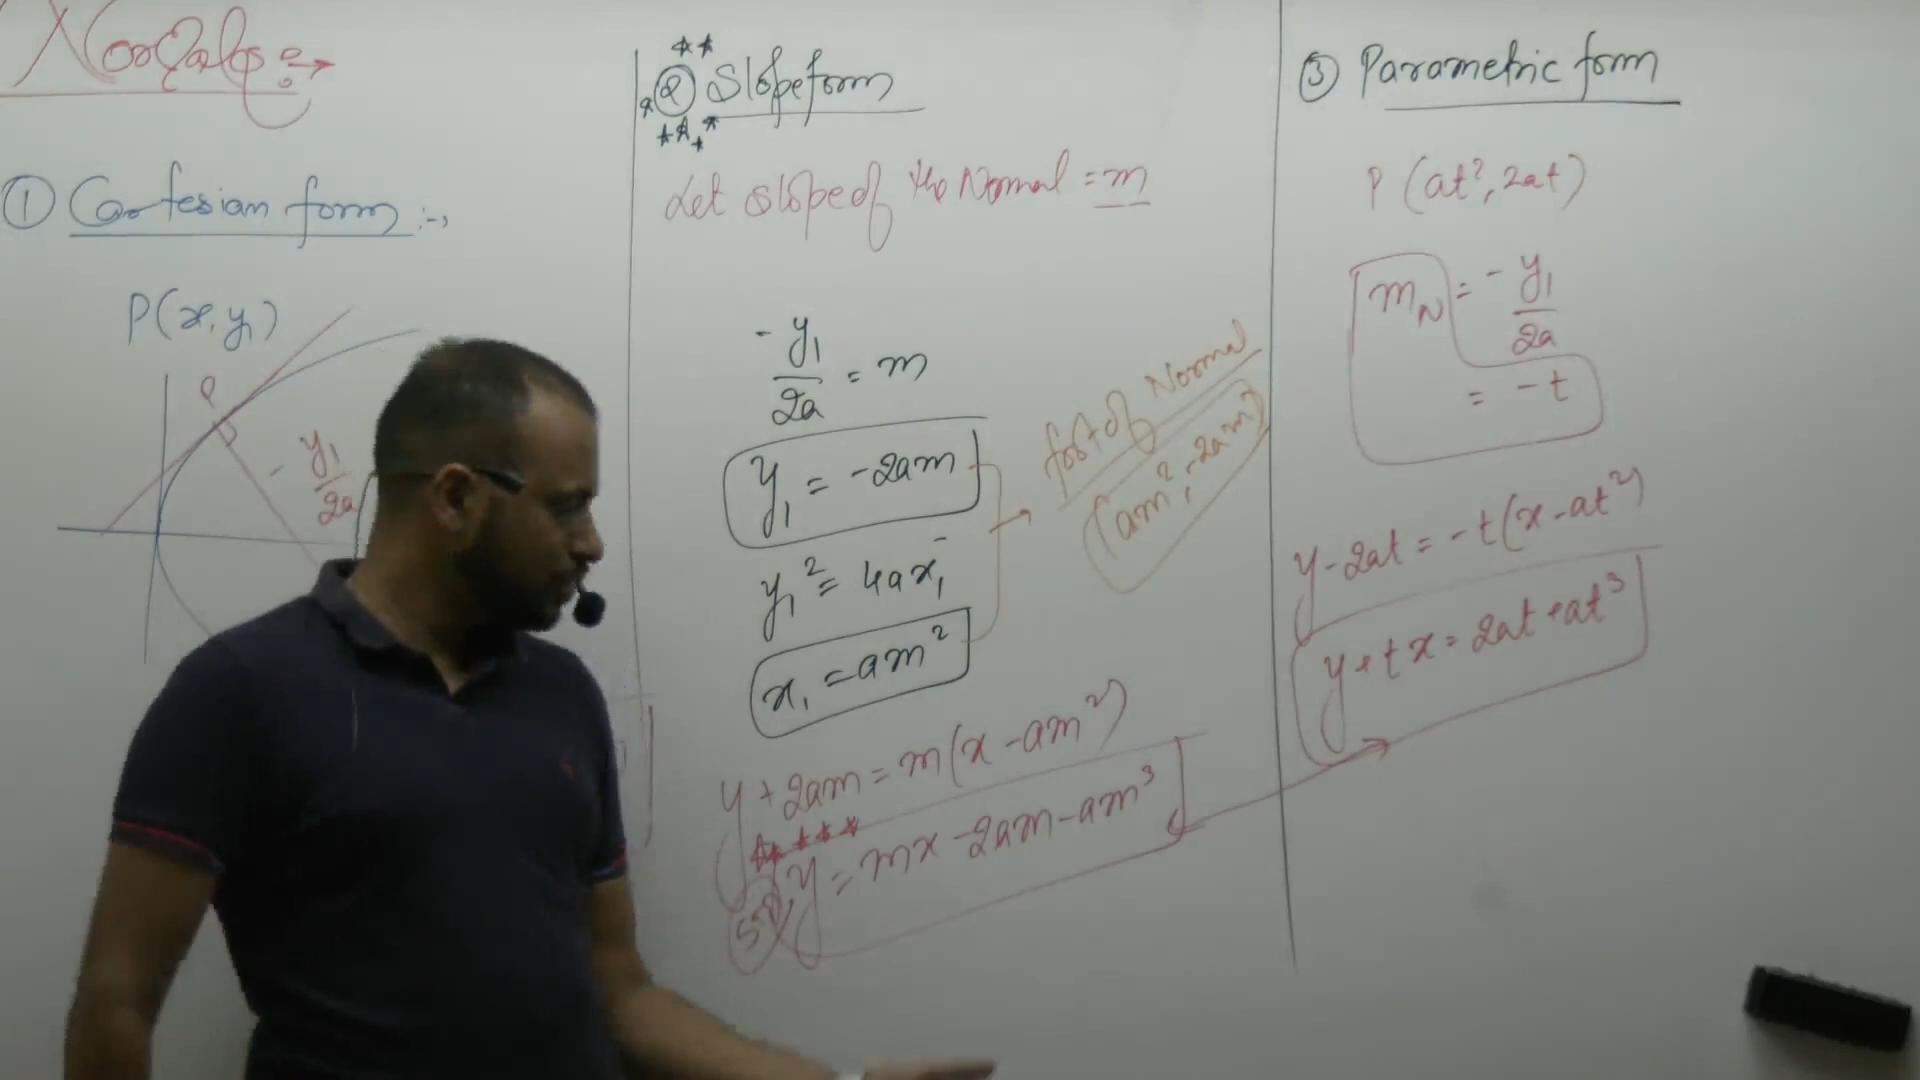 Normals :→
① Cartesian form :-,
P(x, y₁)
P
- y₁/2a
② Slope form
Let slope of the Normal = m
- y₁/2a = m
y₁ = -2am
y₁² = 4ax₁
x₁ = am²
foot of Normal
(am², -2am)
y + 2am = m(x - am²)
y = mx - 2am - am³
③ Parametric form
P (at², 2at)
m_N = - y₁/2a
= -t
y - 2at = -t(x - at²)
y + tx = 2at + at³